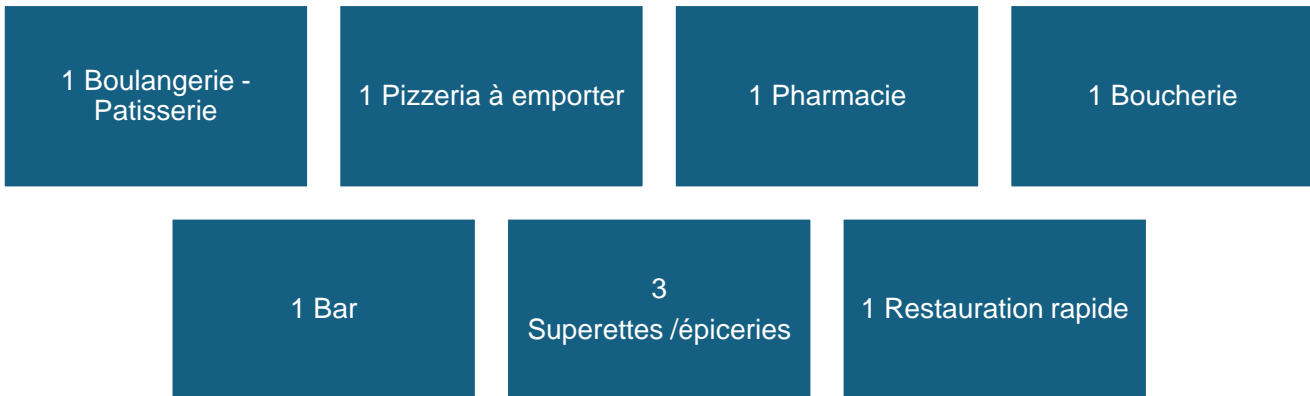 1 Boulangerie -
Patisserie
1 Pizzeria à emporter
1 Pharmacie
1 Boucherie
1 Bar
3
Superettes /épiceries
1 Restauration rapide